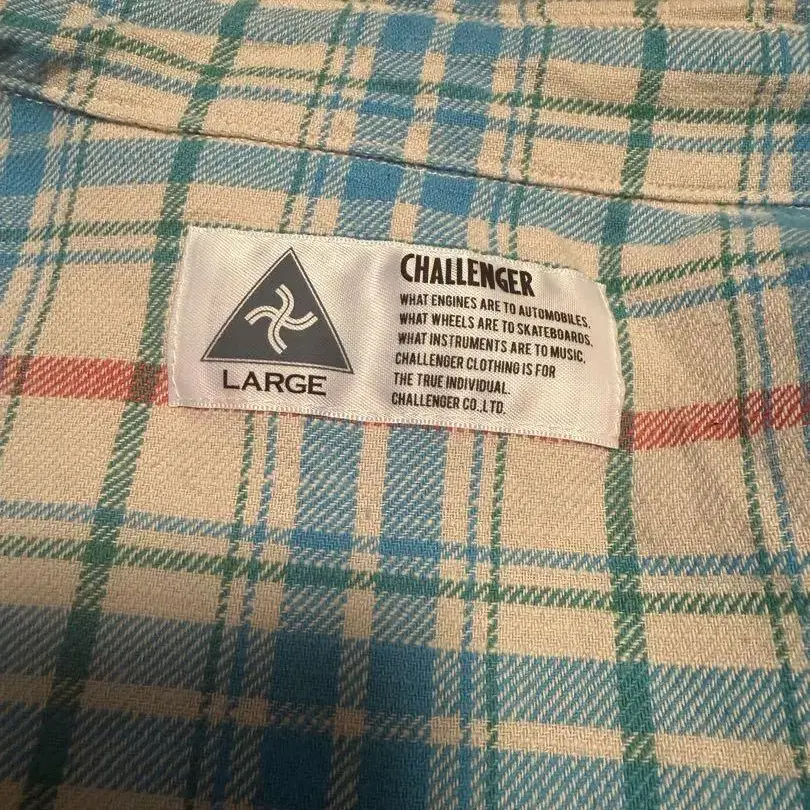 LARGE
CHALLENGER
WHAT ENGINES ARE TO AUTOMOBILES.
WHAT WHEELS ARE TO SKATEBOARDS.
WHAT INSTRUMENTS ARE TO MUSIC,
CHALLENGER CLOTHING IS FOR
THE TRUE INDIVIDUAL.
CHALLENGER CO.,LTD.